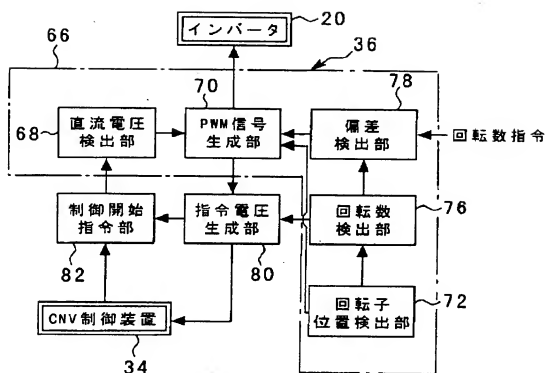 20
インバータ
66
36
70
78
68
直流電圧
検出部
PWM信号
生成部
偏差
検出部
回転数指令
制御開始
指令部
指令電圧
生成部
回転数
検出部
76
82
80
回転子
位置検出部
72
CNV制御装置
34